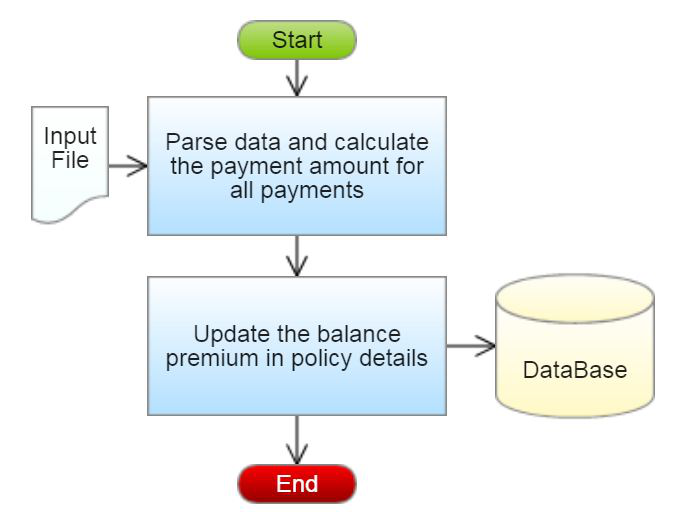 Start
Input
File
Parse data and calculate
the payment amount for
all payments
Update the balance
premium in policy details
DataBase
End